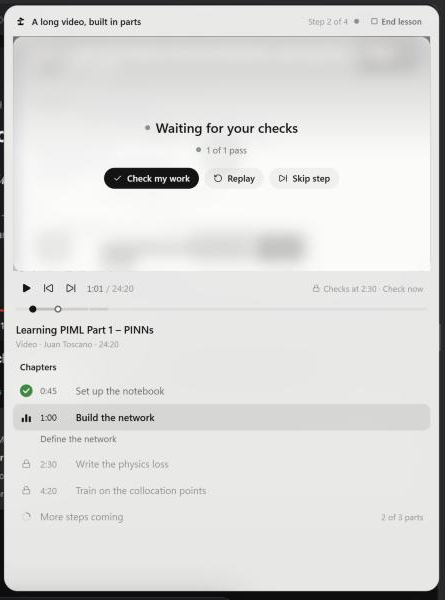 A long video, built in parts
Step 2 of 4
End lesson
Waiting for your checks
1 of 1 pass
Check my work
Replay
Skip step
1:01 / 24:20
Checks at 2:30 · Check now
Learning PIML Part 1 – PINNs
Video · Juan Toscano · 24:20
Chapters
0:45 Set up the notebook
1:00 Build the network
Define the network
2:30 Write the physics loss
4:20 Train on the collocation points
More steps coming
2 of 3 parts